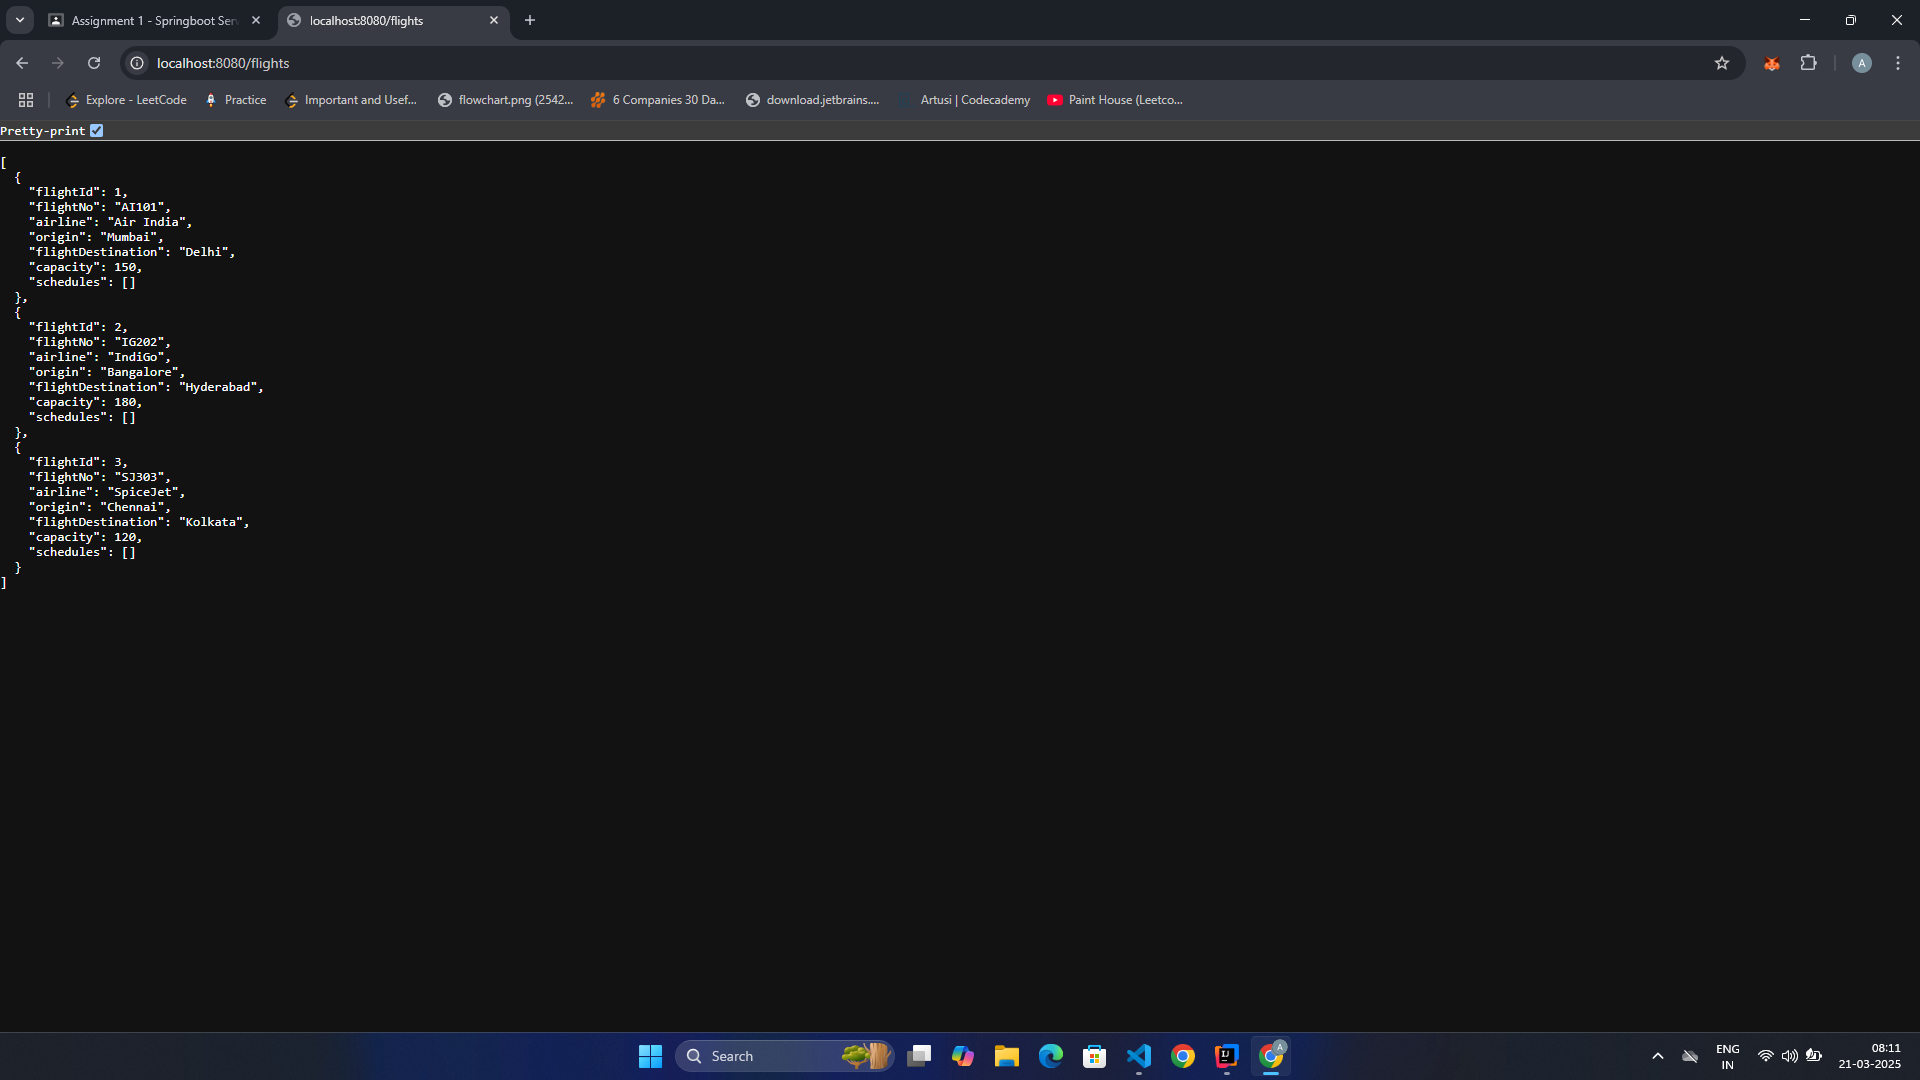 Assignment 1 - Springboot Ser
localhost:8080/flights
localhost:8080/flights
A
Explore - LeetCode
Practice
Important and Usef...
flowchart.png (2542...
6 Companies 30 Da...
download.jetbrains....
Artusi | Codecademy
Paint House (Leetco...
Pretty-print
[
  {
    "flightId": 1,
    "flightNo": "AI101",
    "airline": "Air India",
    "origin": "Mumbai",
    "flightDestination": "Delhi",
    "capacity": 150,
    "schedules": []
  },
  {
    "flightId": 2,
    "flightNo": "IG202",
    "airline": "IndiGo",
    "origin": "Bangalore",
    "flightDestination": "Hyderabad",
    "capacity": 180,
    "schedules": []
  },
  {
    "flightId": 3,
    "flightNo": "SJ303",
    "airline": "SpiceJet",
    "origin": "Chennai",
    "flightDestination": "Kolkata",
    "capacity": 120,
    "schedules": []
  }
]
Search
A
ENG
IN
08:11
21-03-2025